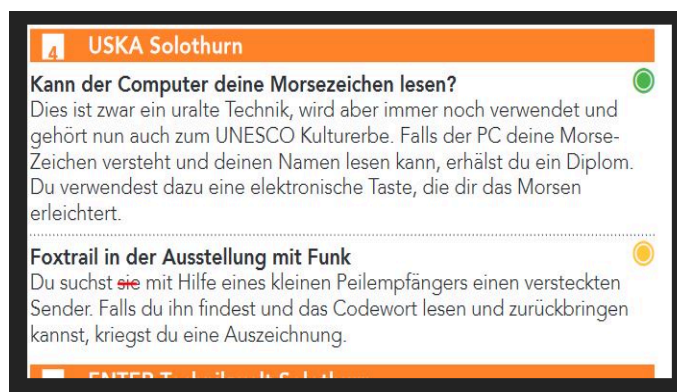 4 USKA Solothurn
Kann der Computer deine Morsezeichen lesen?
Dies ist zwar ein uralte Technik, wird aber immer noch verwendet und
gehört nun auch zum UNESCO Kulturerbe. Falls der PC deine Morse-
Zeichen versteht und deinen Namen lesen kann, erhälst du ein Diplom.
Du verwendest dazu eine elektronische Taste, die dir das Morsen
erleichtert.
Foxtrail in der Ausstellung mit Funk
Du suchst sie mit Hilfe eines kleinen Peilempfängers einen versteckten
Sender. Falls du ihn findest und das Codewort lesen und zurückbringen
kannst, kriegst du eine Auszeichnung.